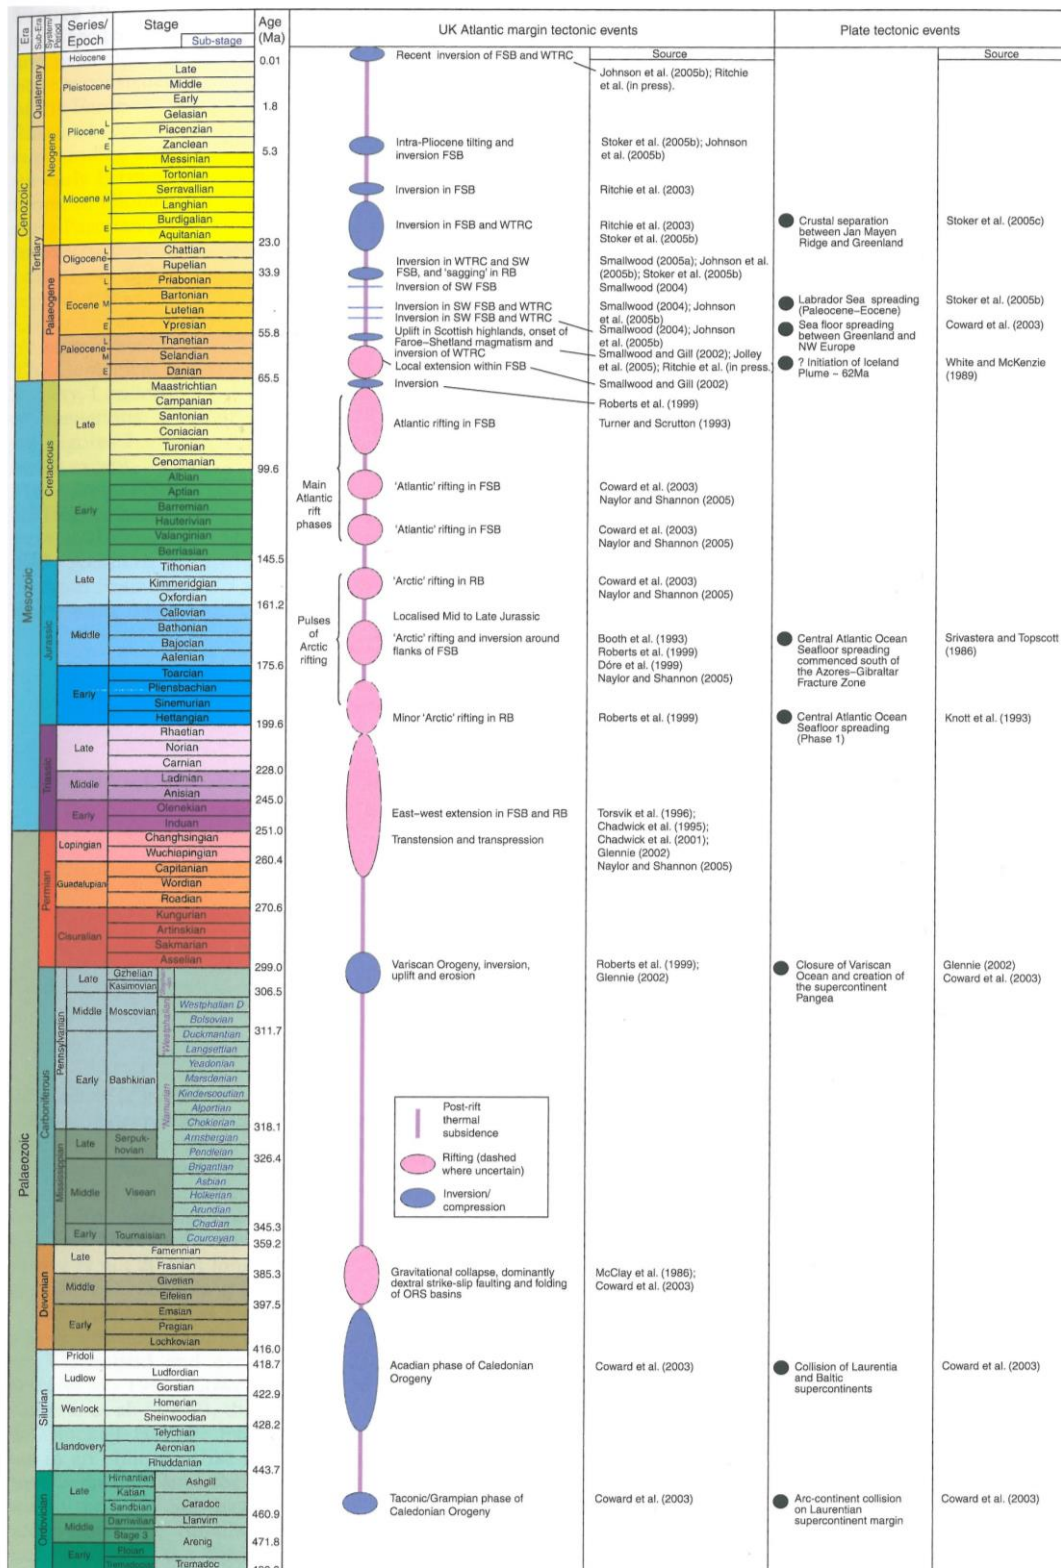 Era
Sub-Era
System/
Period
Series/
Epoch
Stage
Sub-stage
Age
(Ma)
UK Atlantic margin tectonic events
Source
Plate tectonic events
Source
Cenozoic
Quaternary
Tertiary
Neogene
Palaeogene
Holocene
0.01
Pleistocene
Late
Middle
Early
1.8
Pliocene
L
E
Gelasian
Piacenzian
Zanclean
5.3
Miocene
L
M
E
Messinian
Tortonian
Serravallian
Langhian
Burdigalian
Aquitanian
23.0
Oligocene
L
E
Chattian
Rupelian
33.9
Eocene
L
M
E
Priabonian
Bartonian
Lutetian
Ypresian
55.8
Paleocene
L
M
E
Thanetian
Selandian
Danian
65.5
Mesozoic
Cretaceous
Late
Maastrichtian
Campanian
Santonian
Coniacian
Turonian
Cenomanian
99.6
Early
Albian
Aptian
Barremian
Hauterivian
Valanginian
Berriasian
145.5
Jurassic
Late
Tithonian
Kimmeridgian
Oxfordian
161.2
Middle
Callovian
Bathonian
Bajocian
Aalenian
175.6
Early
Toarcian
Pliensbachian
Sinemurian
Hettangian
199.6
Triassic
Late
Rhaetian
Norian
Carnian
228.0
Middle
Ladinian
Anisian
245.0
Early
Olenekian
Induan
251.0
Palaeozoic
Permian
Lopingian
Changhsingian
Wuchiapingian
260.4
Guadalupian
Capitanian
Wordian
Roadian
270.6
Cisuralian
Kungurian
Artinskian
Sakmarian
Asselian
299.0
Carboniferous
Pennsylvanian
Late
Gzhelian
Kasimovian
306.5
Middle
Moscovian
311.7
Early
Bashkirian
318.1
Westphalian
Westphalian D
Bolsovian
Duckmantian
Langsettian
Namurian
Yeadonian
Marsdenian
Kinderscoutian
Alportian
Chokierian
Arnsbergian
Pendleian
Mississippian
Late
Serpuk-
hovian
326.4
Middle
Visean
Brigantian
Asbian
Holkerian
Arundian
Chadian
345.3
Early
Tournaisian
Courceyan
359.2
Devonian
Late
Famennian
Frasnian
385.3
Middle
Givetian
Eifelian
397.5
Early
Emsian
Pragian
Lochkovian
416.0
Silurian
Pridoli
418.7
Ludlow
Ludfordian
Gorstian
422.9
Wenlock
Homerian
Sheinwoodian
428.2
Llandovery
Telychian
Aeronian
Rhuddanian
443.7
Ordovician
Late
Hirnantian
Katian
Sandbian
Ashgill
Caradoc
460.9
Middle
Darriwilian
Stage 3
Llanvirn
Arenig
471.8
Early
Floian
Tremadoc
Recent inversion of FSB and WTRC
Johnson et al. (2005b); Ritchie
et al. (in press).
Intra-Pliocene tilting and
inversion FSB
Stoker et al. (2005b); Johnson
et al. (2005b)
Inversion in FSB
Ritchie et al. (2003)
Inversion in FSB and WTRC
Ritchie et al. (2003)
Stoker et al. (2005b)
Inversion in WTRC and SW
FSB, and 'sagging' in RB
Smallwood (2005a); Johnson et al.
(2005b); Stoker et al. (2005b)
Inversion of SW FSB
Smallwood (2004)
Inversion in SW FSB and WTRC
Smallwood (2004); Johnson
et al. (2005b)
Inversion in SW FSB and WTRC
Smallwood (2004); Johnson
et al. (2005b)
Uplift in Scottish highlands, onset of
Faroe–Shetland magmatism and
inversion of WTRC
Smallwood and Gill (2002); Jolley
et al. (2005); Ritchie et al. (in press.)
Local extension within FSB
Smallwood and Gill (2002)
Inversion
Roberts et al. (1999)
Atlantic rifting in FSB
Turner and Scrutton (1993)
Main
Atlantic
rift
phases
'Atlantic' rifting in FSB
Coward et al. (2003)
Naylor and Shannon (2005)
'Atlantic' rifting in FSB
Coward et al. (2003)
Naylor and Shannon (2005)
Pulses
of
Arctic
rifting
'Arctic' rifting in RB
Coward et al. (2003)
Naylor and Shannon (2005)
Localised Mid to Late Jurassic
'Arctic' rifting and inversion around
flanks of FSB
Booth et al. (1993)
Roberts et al. (1999)
Dóre et al. (1999)
Naylor and Shannon (2005)
Minor 'Arctic' rifting in RB
Roberts et al. (1999)
East–west extension in FSB and RB
Transtension and transpression
Torsvik et al. (1996);
Chadwick et al. (1995);
Chadwick et al. (2001);
Glennie (2002)
Naylor and Shannon (2005)
Variscan Orogeny, inversion,
uplift and erosion
Roberts et al. (1999);
Glennie (2002)
Post-rift
thermal
subsidence
Rifting (dashed
where uncertain)
Inversion/
compression
Gravitational collapse, dominantly
dextral strike-slip faulting and folding
of ORS basins
McClay et al. (1986);
Coward et al. (2003)
Acadian phase of Caledonian
Orogeny
Coward et al. (2003)
Taconic/Grampian phase of
Caledonian Orogeny
Coward et al. (2003)
Crustal separation
between Jan Mayen
Ridge and Greenland
Stoker et al. (2005c)
Labrador Sea spreading
(Paleocene–Eocene)
Stoker et al. (2005b)
Sea floor spreading
between Greenland and
NW Europe
Coward et al. (2003)
? Initiation of Iceland
Plume ~ 62Ma
White and McKenzie
(1989)
Central Atlantic Ocean
Seafloor spreading
commenced south of
the Azores–Gibraltar
Fracture Zone
Srivastera and Topscott
(1986)
Central Atlantic Ocean
Seafloor spreading
(Phase 1)
Knott et al. (1993)
Closure of Variscan
Ocean and creation of
the supercontinent
Pangea
Glennie (2002)
Coward et al. (2003)
Collision of Laurentia
and Baltic
supercontinents
Coward et al. (2003)
Arc-continent collision
on Laurentian
supercontinent margin
Coward et al. (2003)